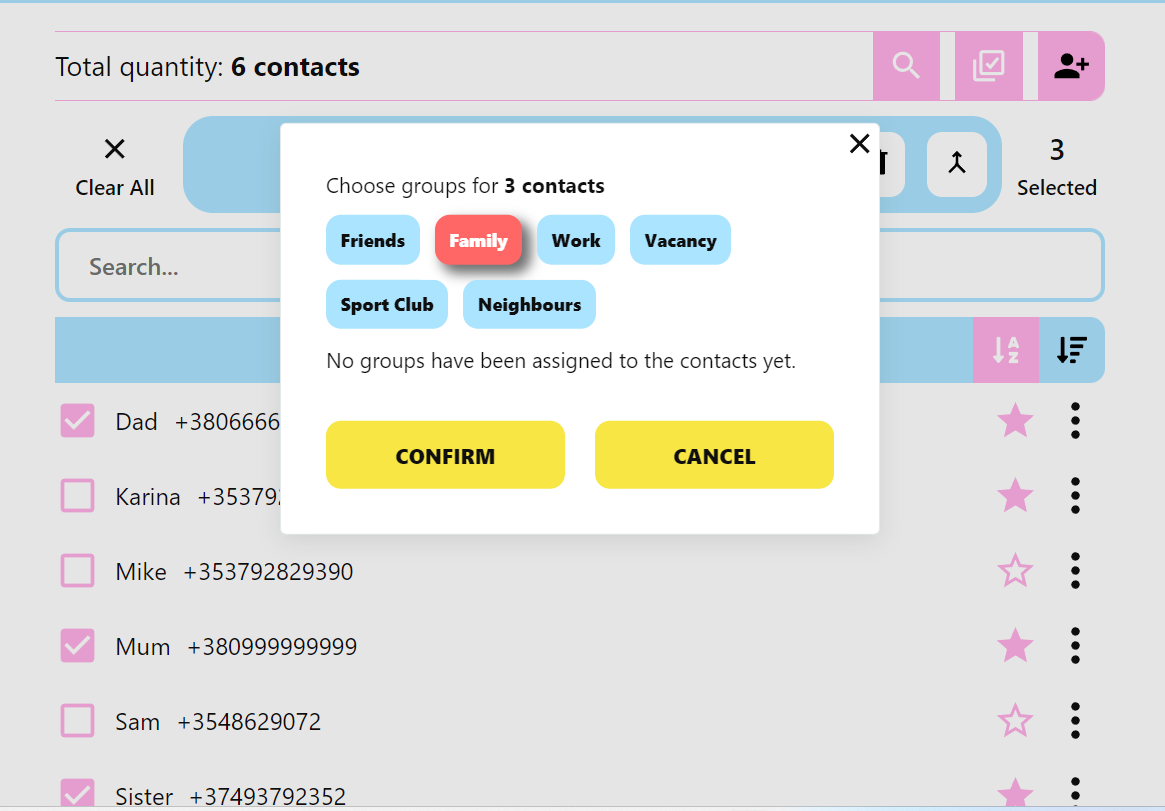 Total quantity: 6 contacts
Clear All
3
Selected
Choose groups for 3 contacts
Friends Family Work Vacancy
Sport Club Neighbours
No groups have been assigned to the contacts yet.
CONFIRM CANCEL
Search...
A
Z
Dad +3806666
Karina +35379
Mike +353792829390
Mum +380999999999
Sam +3548629072
Sister +37493792352